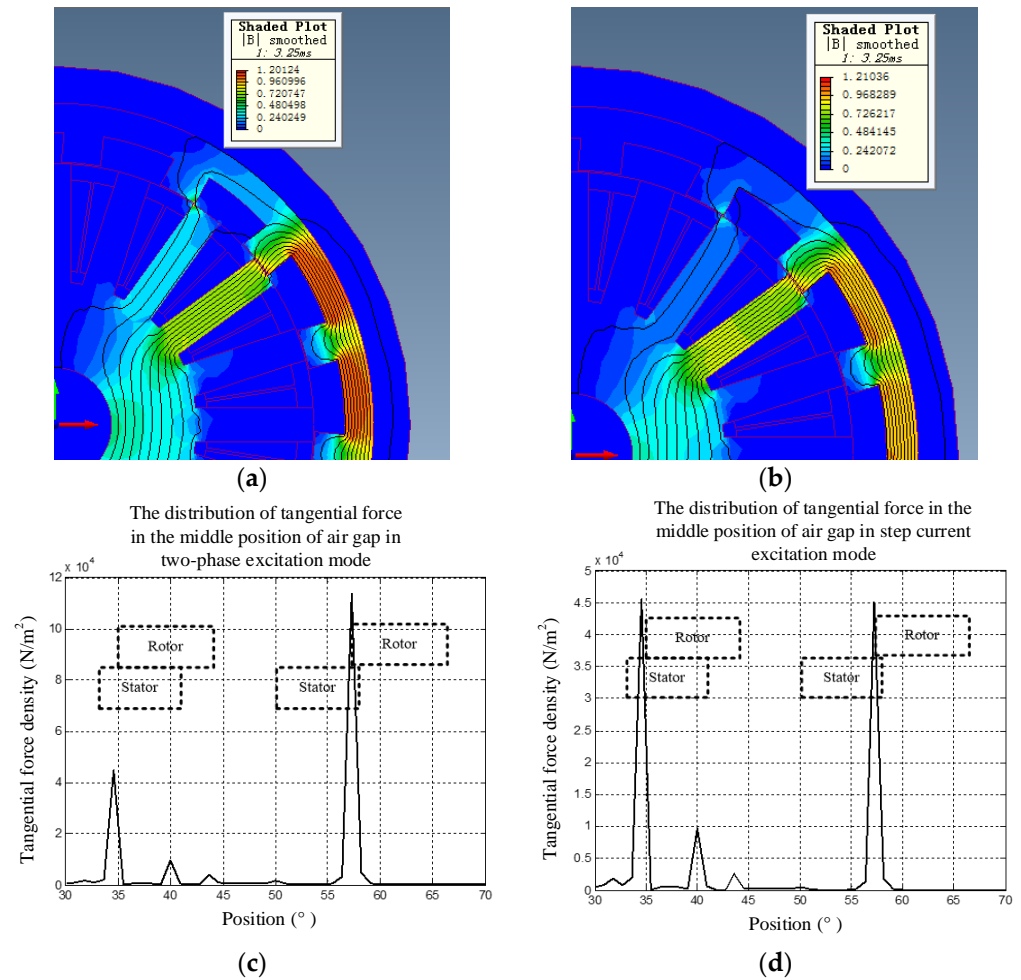 Shaded Plot
|B| smoothed
1: 3.25ms
1.20124
0.960996
0.720747
0.480498
0.240249
0
(a)
Shaded Plot
|B| smoothed
1: 3.25ms
1.21036
0.968289
0.726217
0.484145
0.242072
0
(b)
The distribution of tangential force
in the middle position of air gap in
two-phase excitation mode
x 10⁴
12
10
8
6
4
2
0
30 35 40 45 50 55 60 65 70
Tangential force density (N/m²)
Position (° )
Rotor
Stator
Stator
Rotor
(c)
The distribution of tangential force in the
middle position of air gap in step current
excitation mode
x 10⁴
5
4.5
4
3.5
3
2.5
2
1.5
1
0.5
0
30 35 40 45 50 55 60 65 70
Tangential force density (N/m²)
Position (° )
Rotor
Stator
Stator
Rotor
(d)